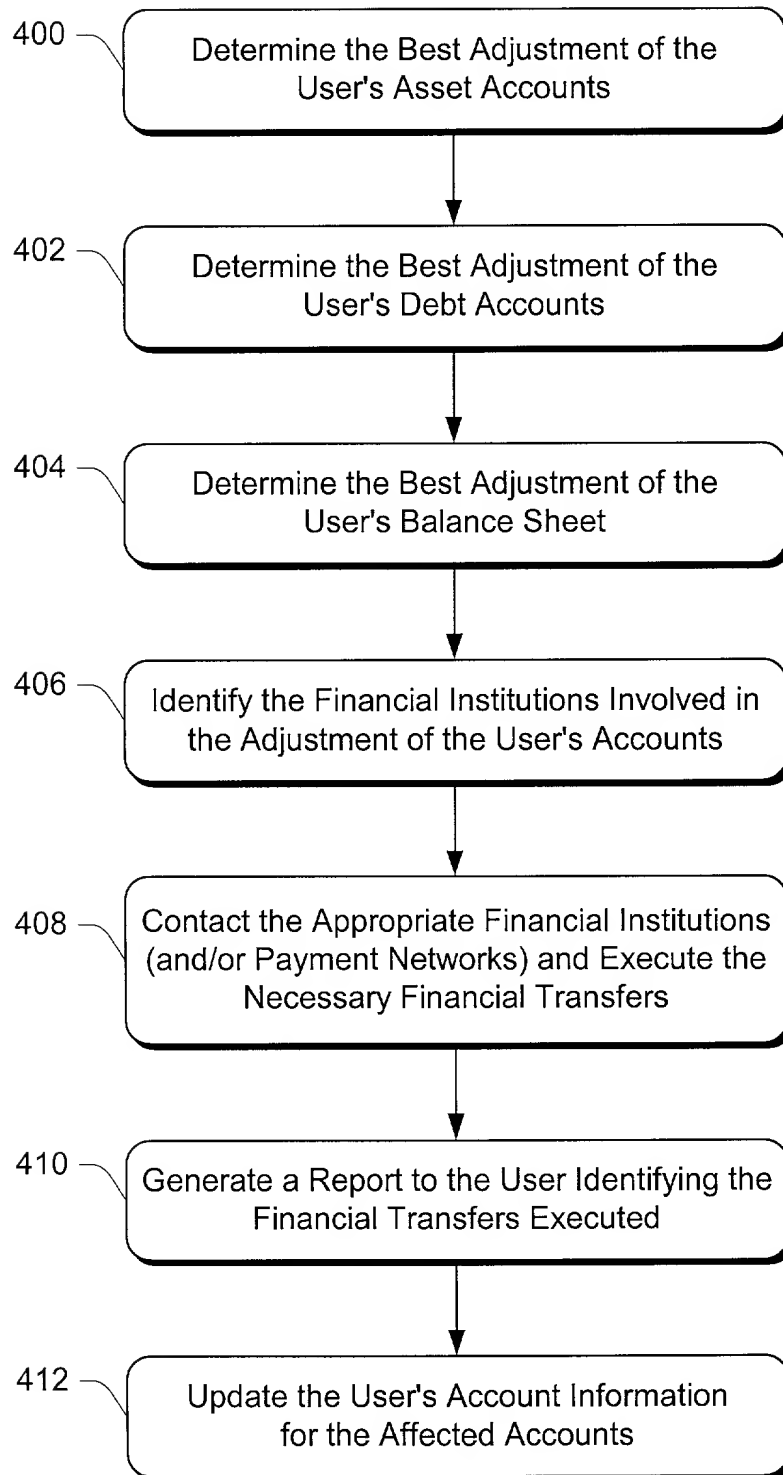 400
Determine the Best Adjustment of the
User's Asset Accounts
402
Determine the Best Adjustment of the
User's Debt Accounts
404
Determine the Best Adjustment of the
User's Balance Sheet
406
Identify the Financial Institutions Involved in
the Adjustment of the User's Accounts
408
Contact the Appropriate Financial Institutions
(and/or Payment Networks) and Execute the
Necessary Financial Transfers
410
Generate a Report to the User Identifying the
Financial Transfers Executed
412
Update the User's Account Information
for the Affected Accounts